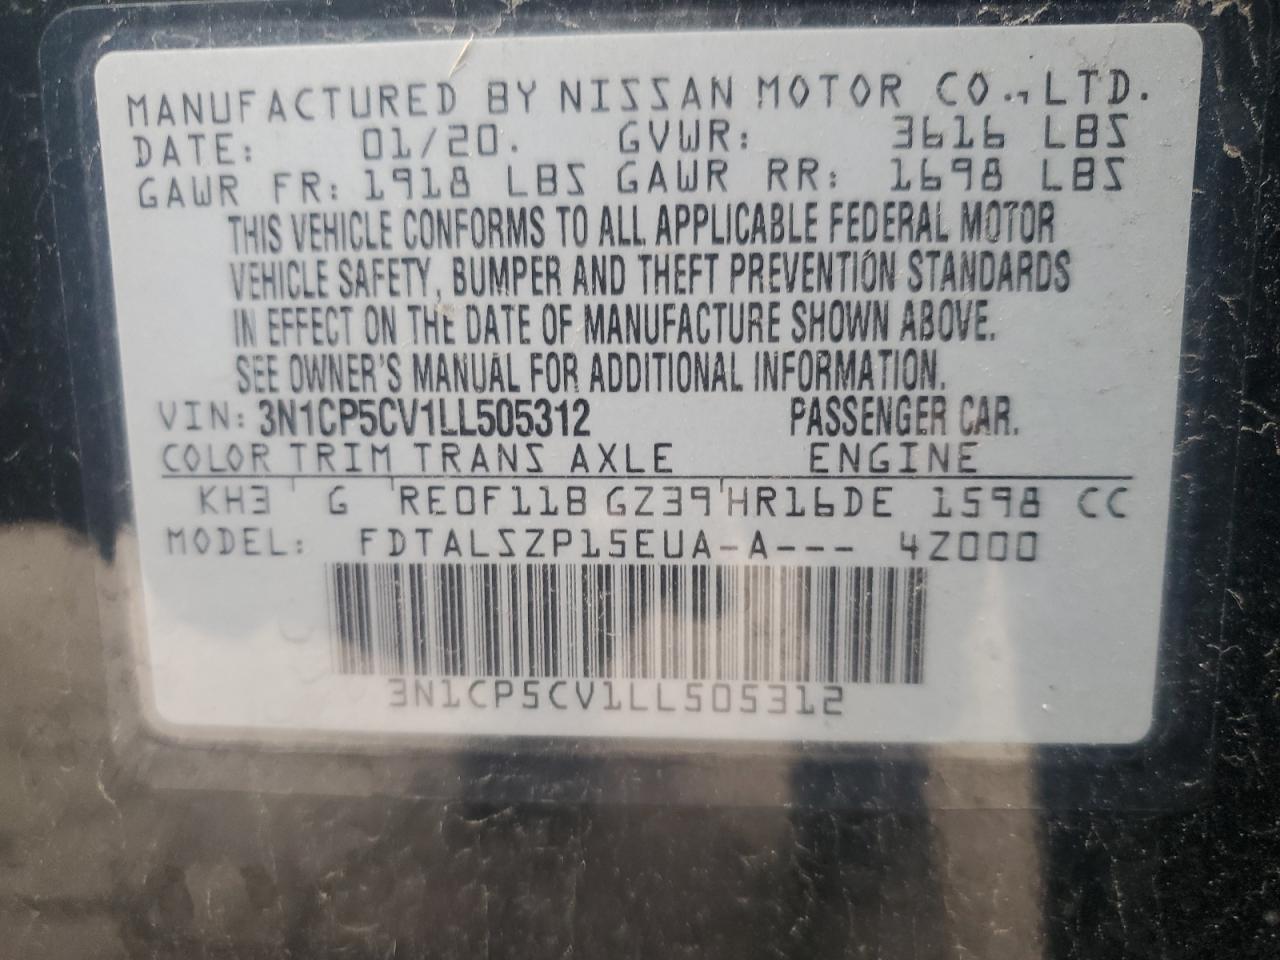 MANUFACTURED BY NISSAN MOTOR CO., LTD.
DATE: 01/20. GVWR: 3616 LBS
GAWR FR: 1918 LBS GAWR RR: 1698 LBS
THIS VEHICLE CONFORMS TO ALL APPLICABLE FEDERAL MOTOR
VEHICLE SAFETY, BUMPER AND THEFT PREVENTION STANDARDS
IN EFFECT ON THE DATE OF MANUFACTURE SHOWN ABOVE.
SEE OWNER'S MANUAL FOR ADDITIONAL INFORMATION.
VIN: 3N1CP5CV1LL505312 PASSENGER CAR.
COLOR TRIM TRANS AXLE ENGINE
KH3 G RE0F11B GZ39 HR16DE 1598 CC
MODEL: FDTALSZP15EUA-A--- 4Z000
3N1CP5CV1LL505312